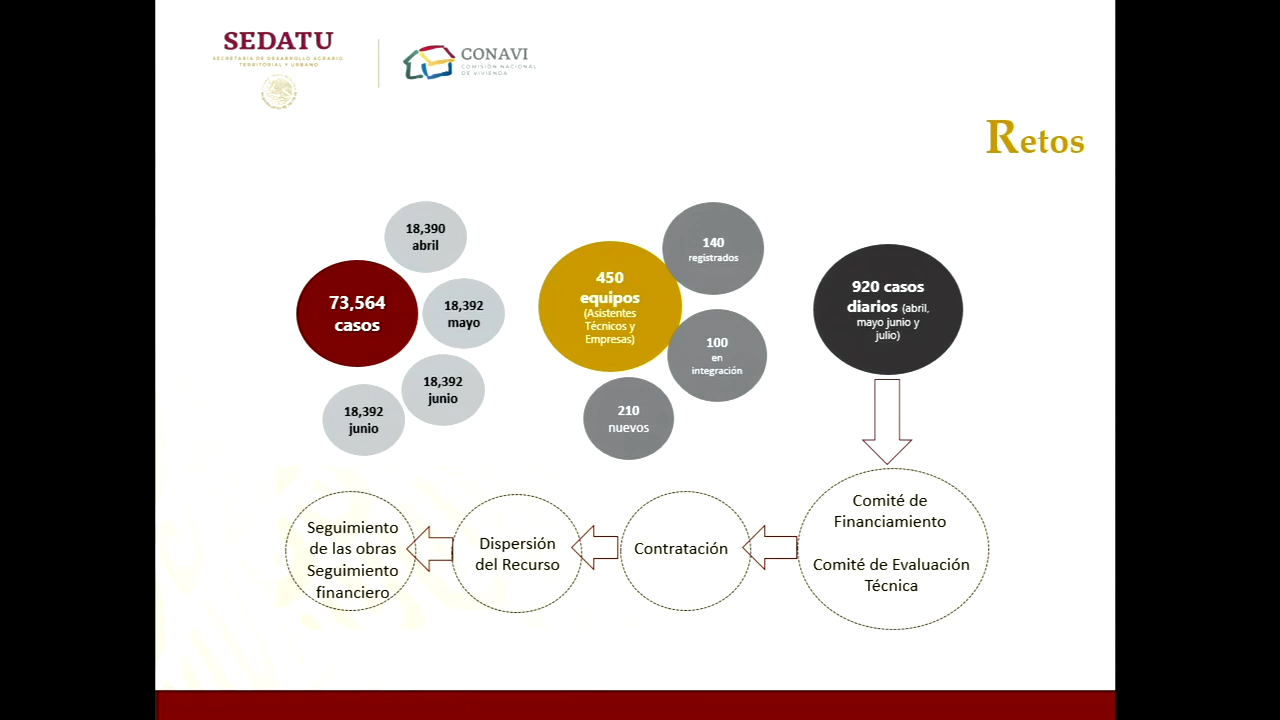 SEDATU
SECRETARÍA DE DESARROLLO AGRARIO
TERRITORIAL Y URBANO
CONAVI
COMISIÓN NACIONAL
DE VIVIENDA
Retos
73,564
casos
18,390
abril
18,392
mayo
18,392
junio
18,392
junio
450
equipos
(Asistentes
Técnicos y
Empresas)
140
registrados
100
en
integración
210
nuevos
920 casos
diarios (abril,
mayo junio y
julio)
Comité de
Financiamiento
Comité de Evaluación
Técnica
Contratación
Dispersión
del Recurso
Seguimiento
de las obras
Seguimiento
financiero